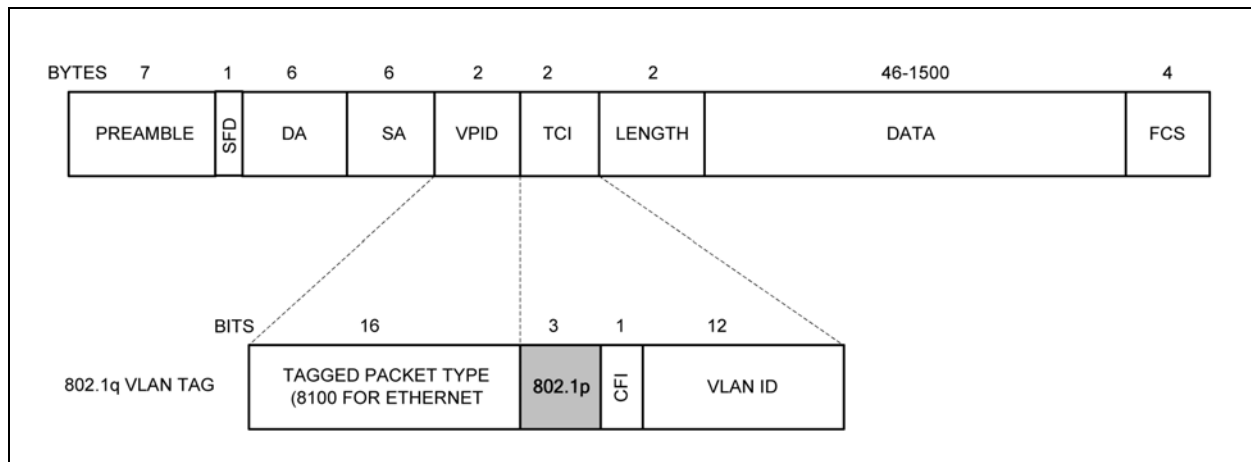 BYTES 7 1 6 6 2 2 2 46-1500 4
PREAMBLE SFD DA SA VPID TCI LENGTH DATA FCS
BITS 16 3 1 12
802.1q VLAN TAG
TAGGED PACKET TYPE
(8100 FOR ETHERNET
802.1p CFI VLAN ID